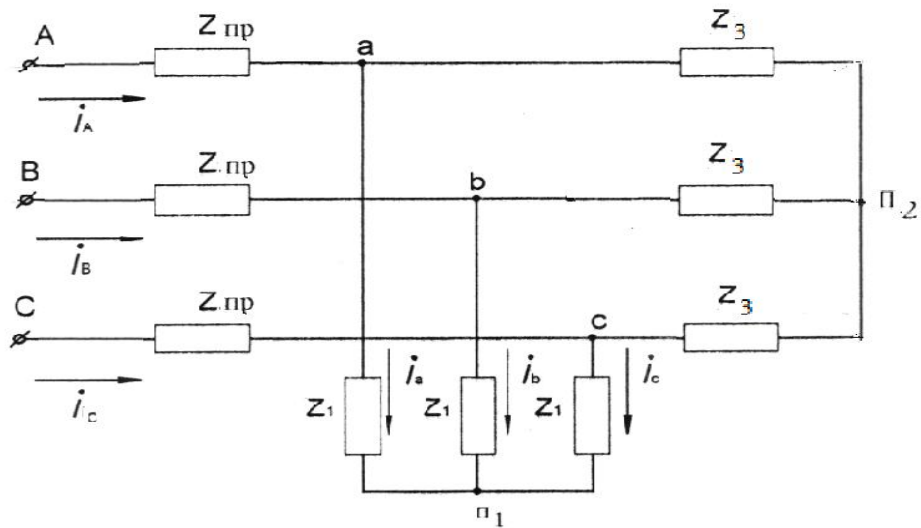 A Z пр a Z 3
i A
B Z.пр b Z 3
П.2
i B
C Z.пр c Z 3
i C
Z1 i a Z1 i b Z1 i c
п 1